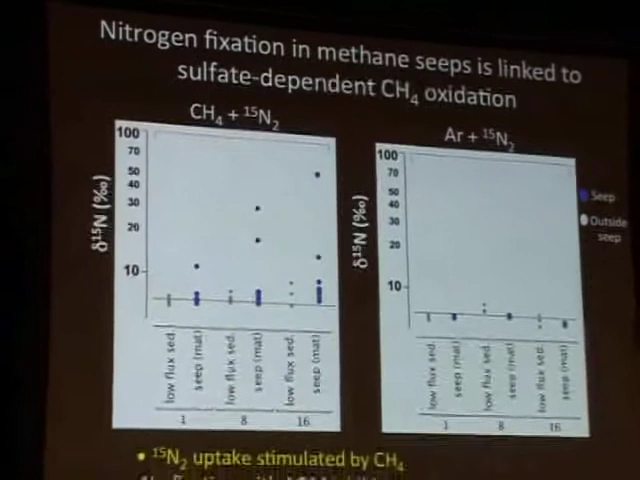 Nitrogen fixation in methane seeps is linked to
sulfate-dependent CH₄ oxidation
CH₄ + ¹⁵N₂
Ar + ¹⁵N₂
δ¹⁵N (‰)
100
70
50
40
30
20
10
low flux sed.
seep (mat)
low flux sed.
seep (mat)
low flux sed.
seep (mat)
1
8
16
δ¹⁵N (‰)
100
70
50
40
30
20
10
low flux sed.
seep (mat)
low flux sed.
seep (mat)
low flux sed.
seep (mat)
1
8
16
Seep
Outside
seep
• ¹⁵N₂ uptake stimulated by CH₄